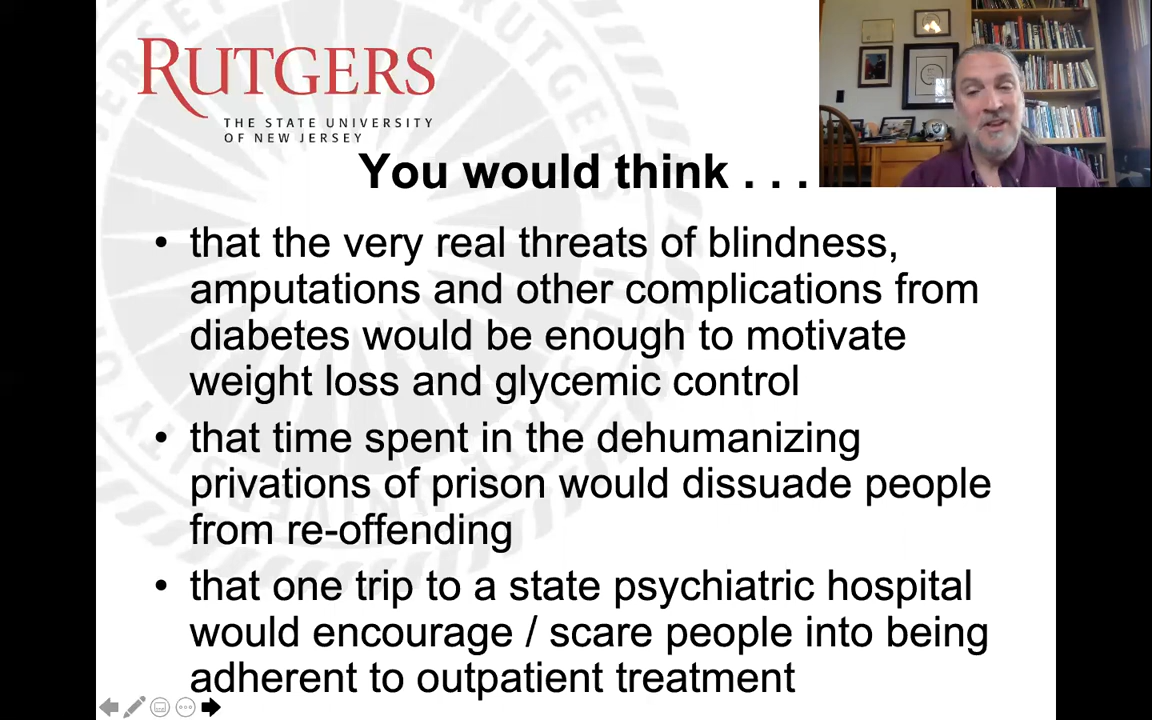 RUTGERS
THE STATE UNIVERSITY
OF NEW JERSEY
You would think . . .
• that the very real threats of blindness,
amputations and other complications from
diabetes would be enough to motivate
weight loss and glycemic control
• that time spent in the dehumanizing
privations of prison would dissuade people
from re-offending
• that one trip to a state psychiatric hospital
would encourage / scare people into being
adherent to outpatient treatment